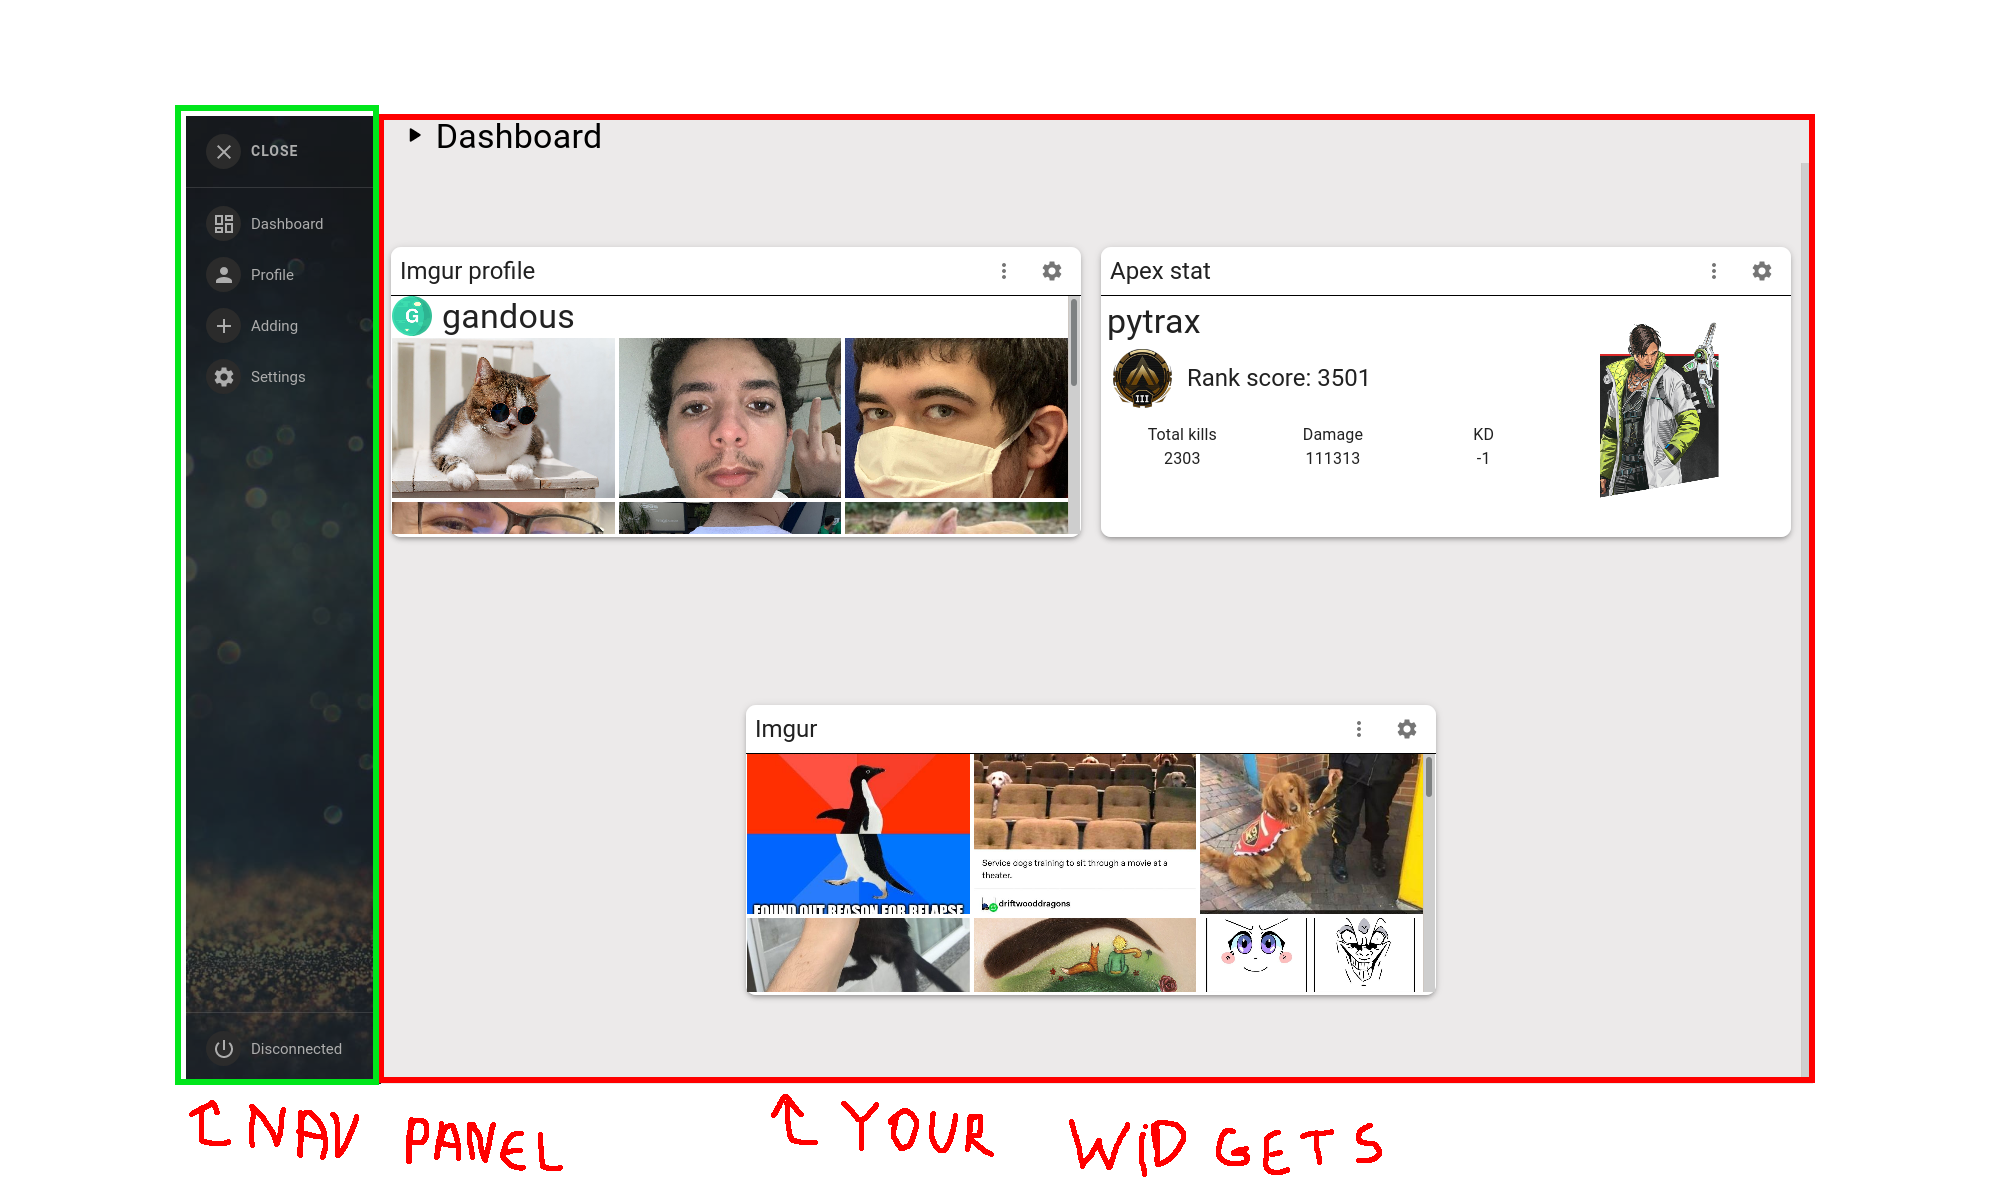 CLOSE
Dashboard
Profile
Adding
Settings
Disconnected
Dashboard
Imgur profile
G gandous
Apex stat
pytrax
III
Rank score: 3501
Total kills Damage KD
2303 111313 -1
Imgur
FOUND OUT REASON FOR RELAPSE
Service dogs training to sit through a movie at a
theater.
driftwooddragons
K9
NAV PANEL
YOUR WIDGETS